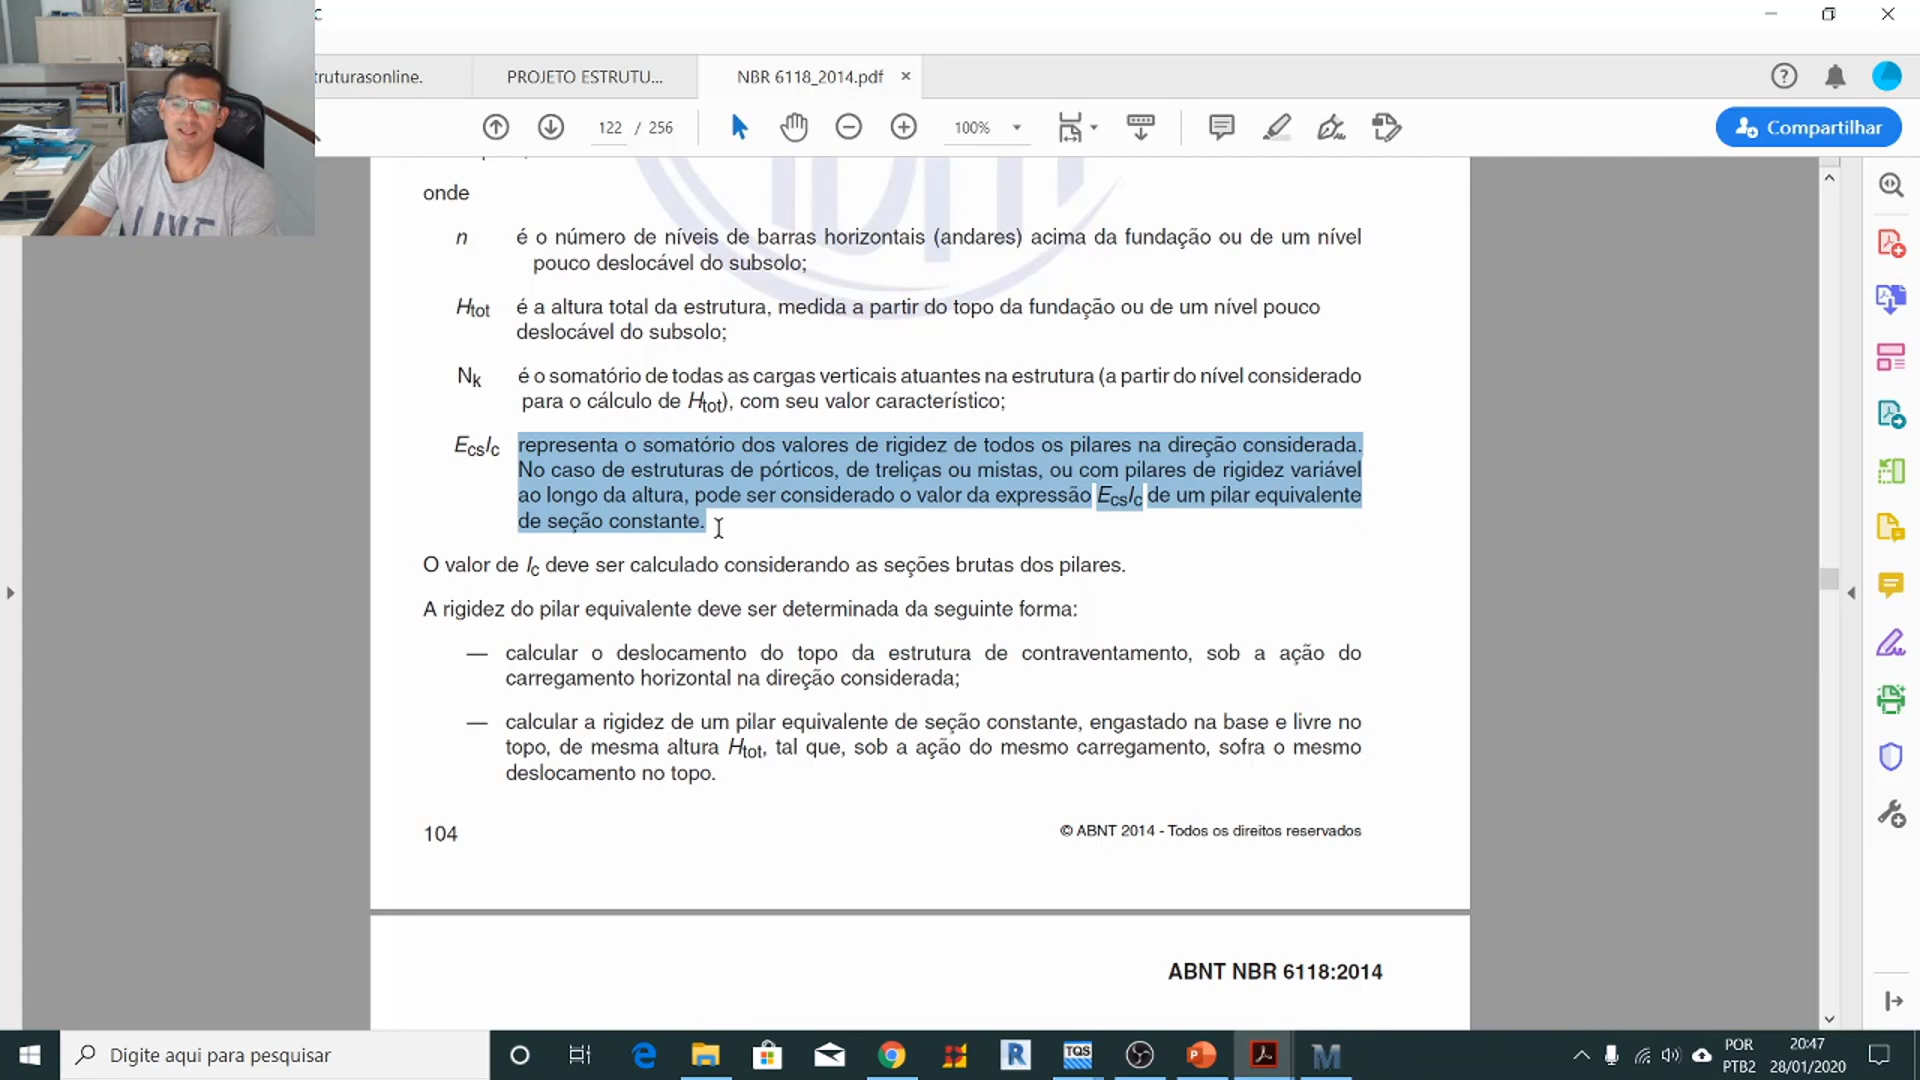 turasonline.
PROJETO ESTRUTU...
NBR 6118_2014.pdf
122 / 256
100%
Compartilhar
onde
n é o número de níveis de barras horizontais (andares) acima da fundação ou de um nível
pouco deslocável do subsolo;
Htot é a altura total da estrutura, medida a partir do topo da fundação ou de um nível pouco
deslocável do subsolo;
Nk é o somatório de todas as cargas verticais atuantes na estrutura (a partir do nível considerado
para o cálculo de Htot), com seu valor característico;
EcsIc representa o somatório dos valores de rigidez de todos os pilares na direção considerada.
No caso de estruturas de pórticos, de treliças ou mistas, ou com pilares de rigidez variável
ao longo da altura, pode ser considerado o valor da expressão EcsIc de um pilar equivalente
de seção constante.
O valor de Ic deve ser calculado considerando as seções brutas dos pilares.
A rigidez do pilar equivalente deve ser determinada da seguinte forma:
— calcular o deslocamento do topo da estrutura de contraventamento, sob a ação do
carregamento horizontal na direção considerada;
— calcular a rigidez de um pilar equivalente de seção constante, engastado na base e livre no
topo, de mesma altura Htot, tal que, sob a ação do mesmo carregamento, sofra o mesmo
deslocamento no topo.
104
© ABNT 2014 - Todos os direitos reservados
ABNT NBR 6118:2014
Digite aqui para pesquisar
TQS
POR
PTB2
20:47
28/01/2020